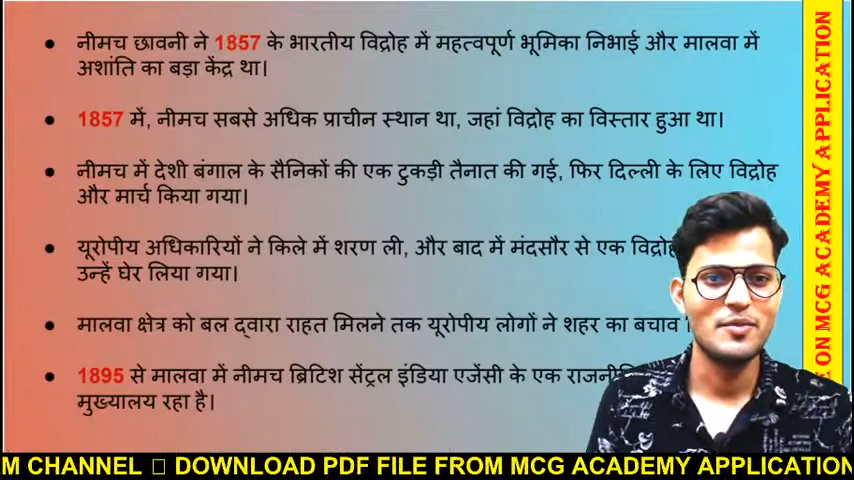 नीमच छावनी ने 1857 के भारतीय विद्रोह में महत्वपूर्ण भूमिका निभाई और मालवा में
अशांति का बड़ा केंद्र था।
1857 में, नीमच सबसे अधिक प्राचीन स्थान था, जहां विद्रोह का विस्तार हुआ था।
नीमच में देशी बंगाल के सैनिकों की एक टुकड़ी तैनात की गई, फिर दिल्ली के लिए विद्रोह
और मार्च किया गया।
यूरोपीय अधिकारियों ने किले में शरण ली, और बाद में मंदसौर से एक
उन्हें घेर लिया गया।
मालवा क्षेत्र को बल द्वारा राहत मिलने तक यूरोपीय लोगों ने शहर का बचाव
1895 से मालवा में नीमच ब्रिटिश सेंट्रल इंडिया एजेंसी के एक
मुख्यालय रहा है।
ON MCG ACADEMY APPLICATION
M CHANNEL DOWNLOAD PDF FILE FROM MCG ACADEMY APPLICATION